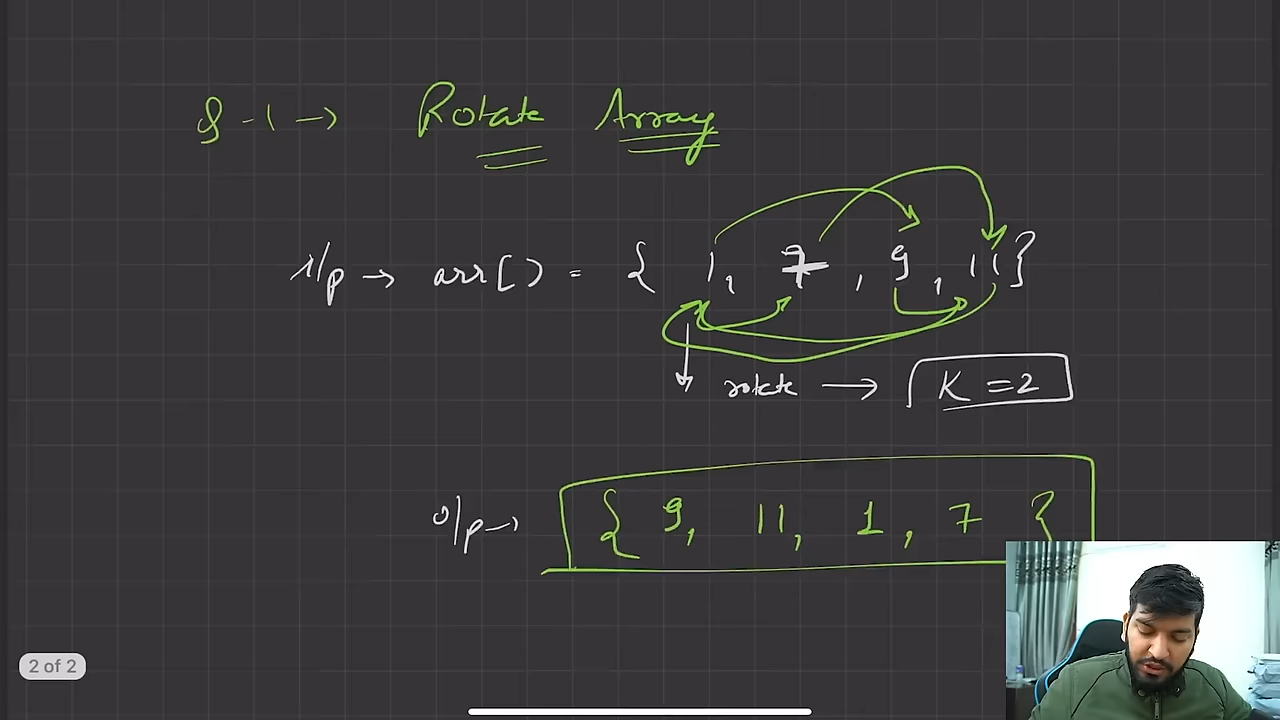 Q-1 → Rotate Array
i/p → arr[] = { 1, 7, 9, 11}
rotate → K = 2
o/p → { 9, 11, 1, 7 }
2 of 2